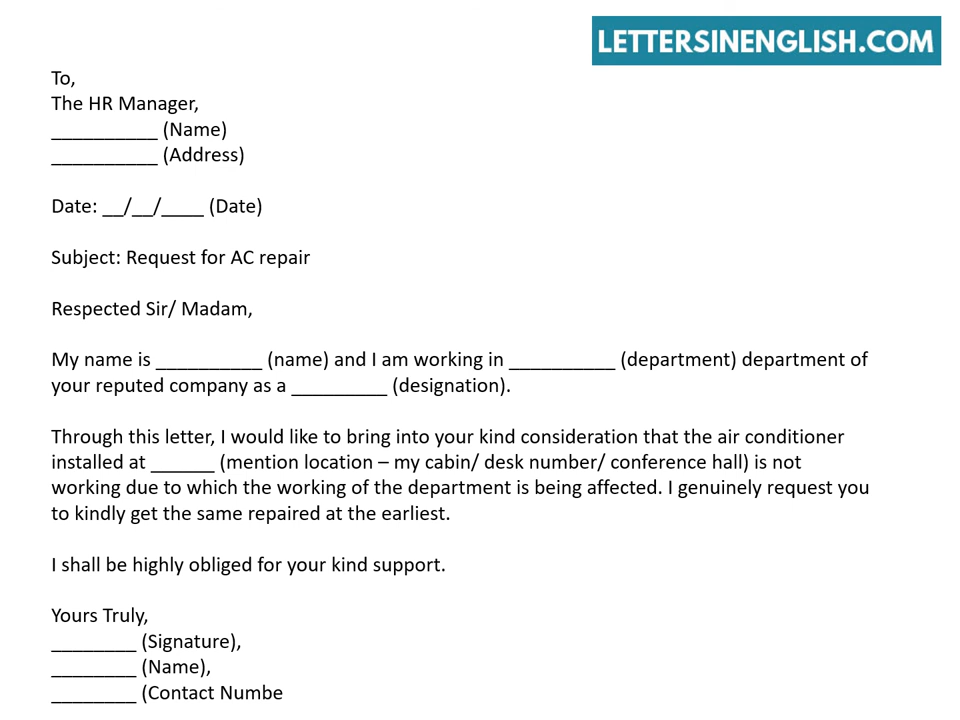 LETTERSINENGLISH.COM
To,
The HR Manager,
__________ (Name)
__________ (Address)
Date: __/__/____ (Date)
Subject: Request for AC repair
Respected Sir/ Madam,
My name is __________ (name) and I am working in __________ (department) department of
your reputed company as a _________ (designation).
Through this letter, I would like to bring into your kind consideration that the air conditioner
installed at ______ (mention location – my cabin/ desk number/ conference hall) is not
working due to which the working of the department is being affected. I genuinely request you
to kindly get the same repaired at the earliest.
I shall be highly obliged for your kind support.
Yours Truly,
________ (Signature),
________ (Name),
________ (Contact Numbe